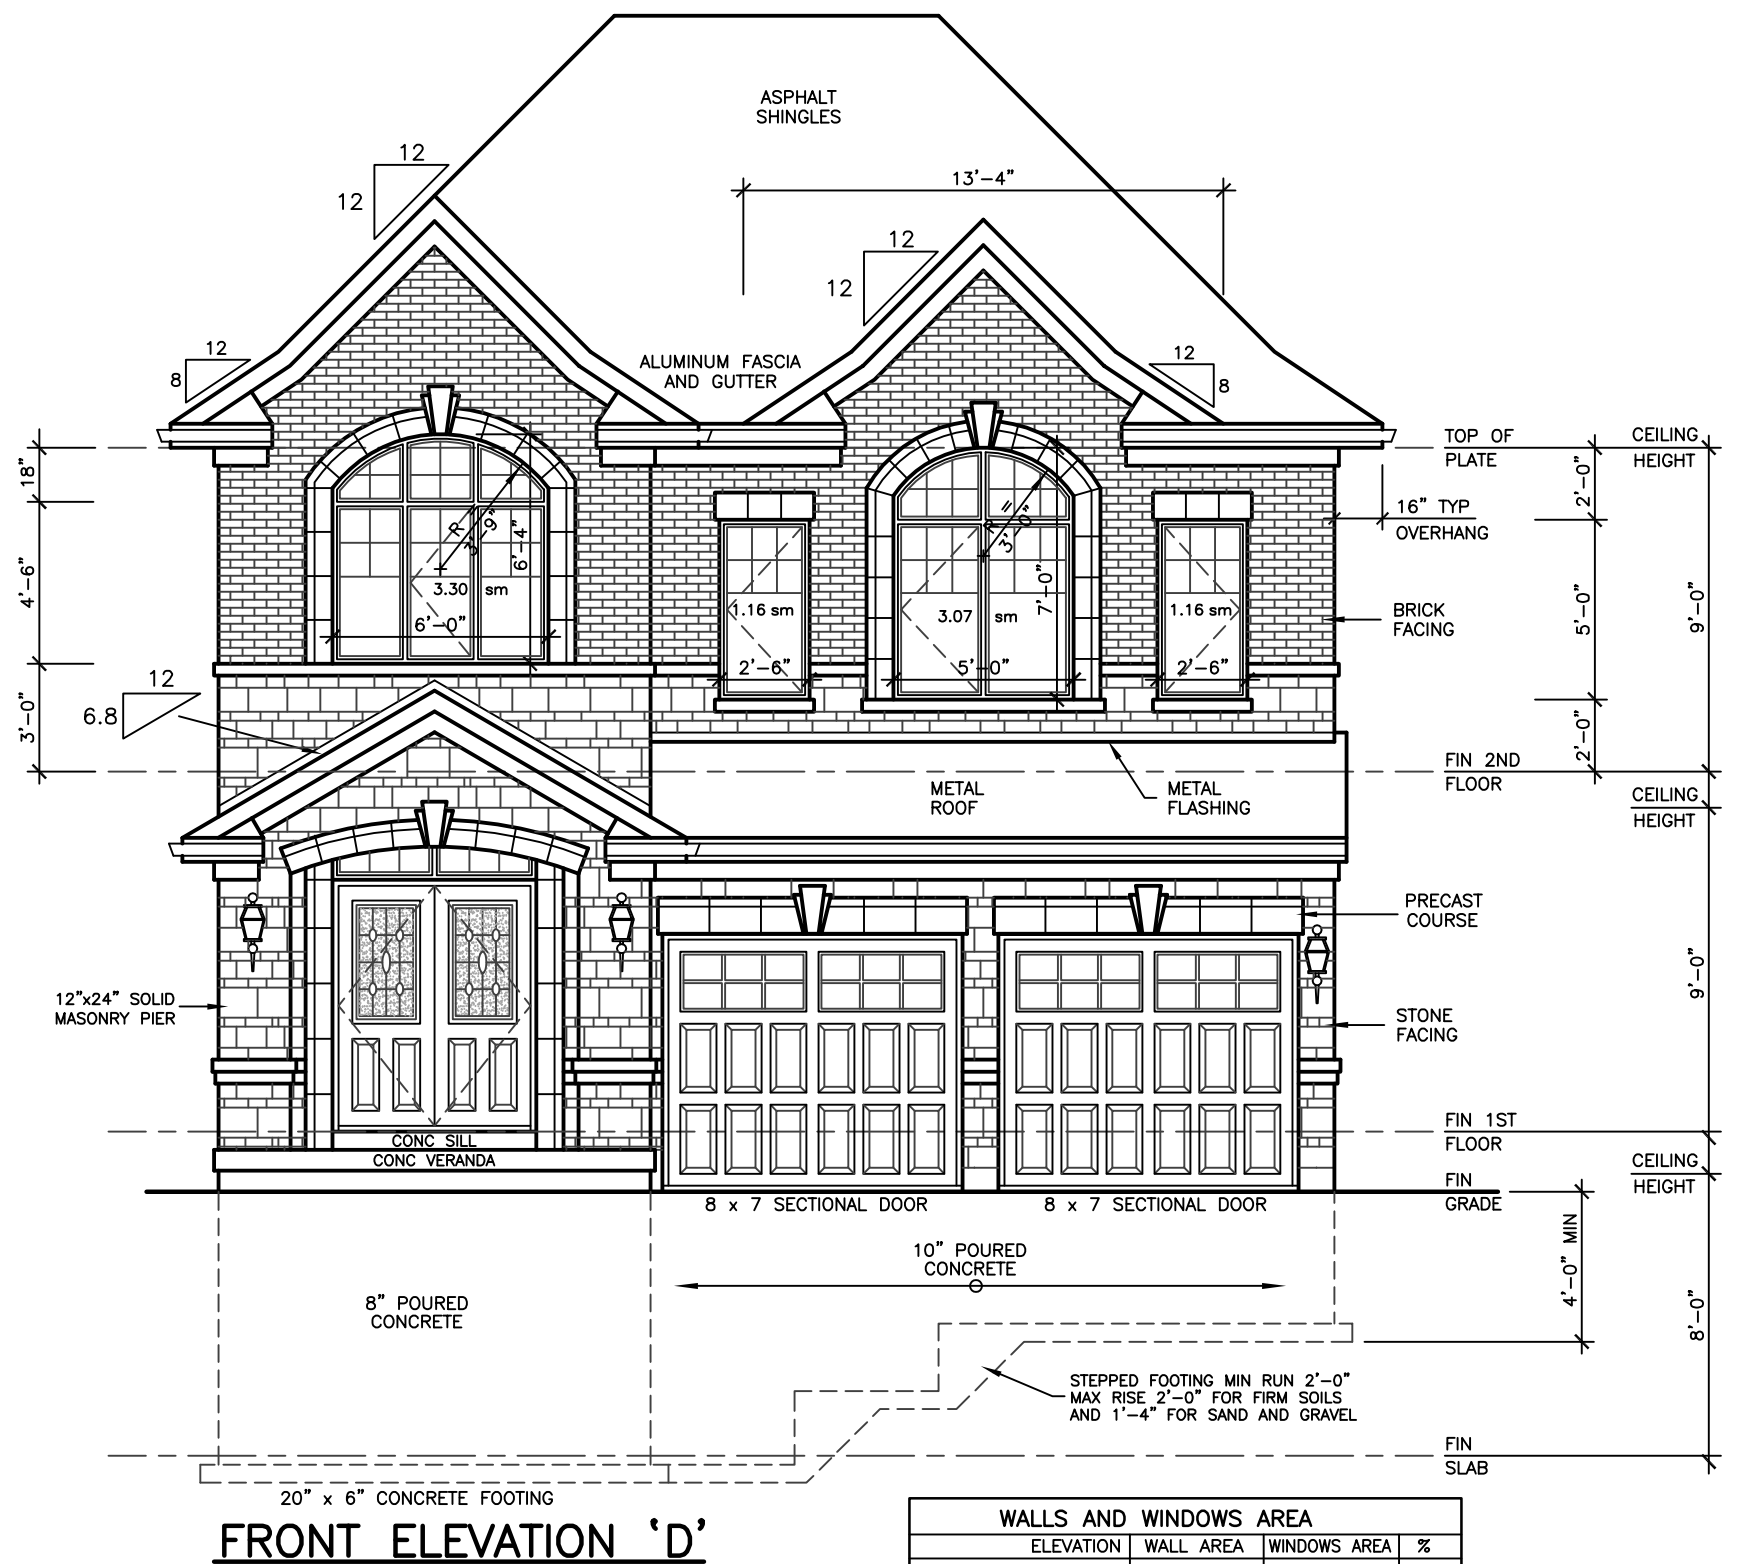 ASPHALT
SHINGLES
12
12
13'-4"
12
12
12
8
ALUMINUM FASCIA
AND GUTTER
12
8
TOP OF
PLATE
CEILING
HEIGHT
18"
2'-0"
16" TYP
OVERHANG
R =
3'-9"
6'-4"
R =
3'-0"
7'-0"
4'-6"
3.30 sm
6'-0"
1.16 sm
3.07 sm
1.16 sm
5'-0"
9'-0"
BRICK
FACING
2'-6"
5'-0"
2'-6"
12
6.8
3'-0"
2'-0"
FIN 2ND
FLOOR
METAL
ROOF
METAL
FLASHING
CEILING
HEIGHT
PRECAST
COURSE
9'-0"
12"x24" SOLID
MASONRY PIER
STONE
FACING
CONC SILL
CONC VERANDA
FIN 1ST
FLOOR
CEILING
HEIGHT
FIN
GRADE
8 x 7 SECTIONAL DOOR
8 x 7 SECTIONAL DOOR
10" POURED
CONCRETE
4'-0" MIN
8" POURED
CONCRETE
8'-0"
STEPPED FOOTING MIN RUN 2'-0"
MAX RISE 2'-0" FOR FIRM SOILS
AND 1'-4" FOR SAND AND GRAVEL
FIN
SLAB
20" x 6" CONCRETE FOOTING
FRONT ELEVATION 'D'
WALLS AND WINDOWS AREA
ELEVATION WALL AREA WINDOWS AREA %